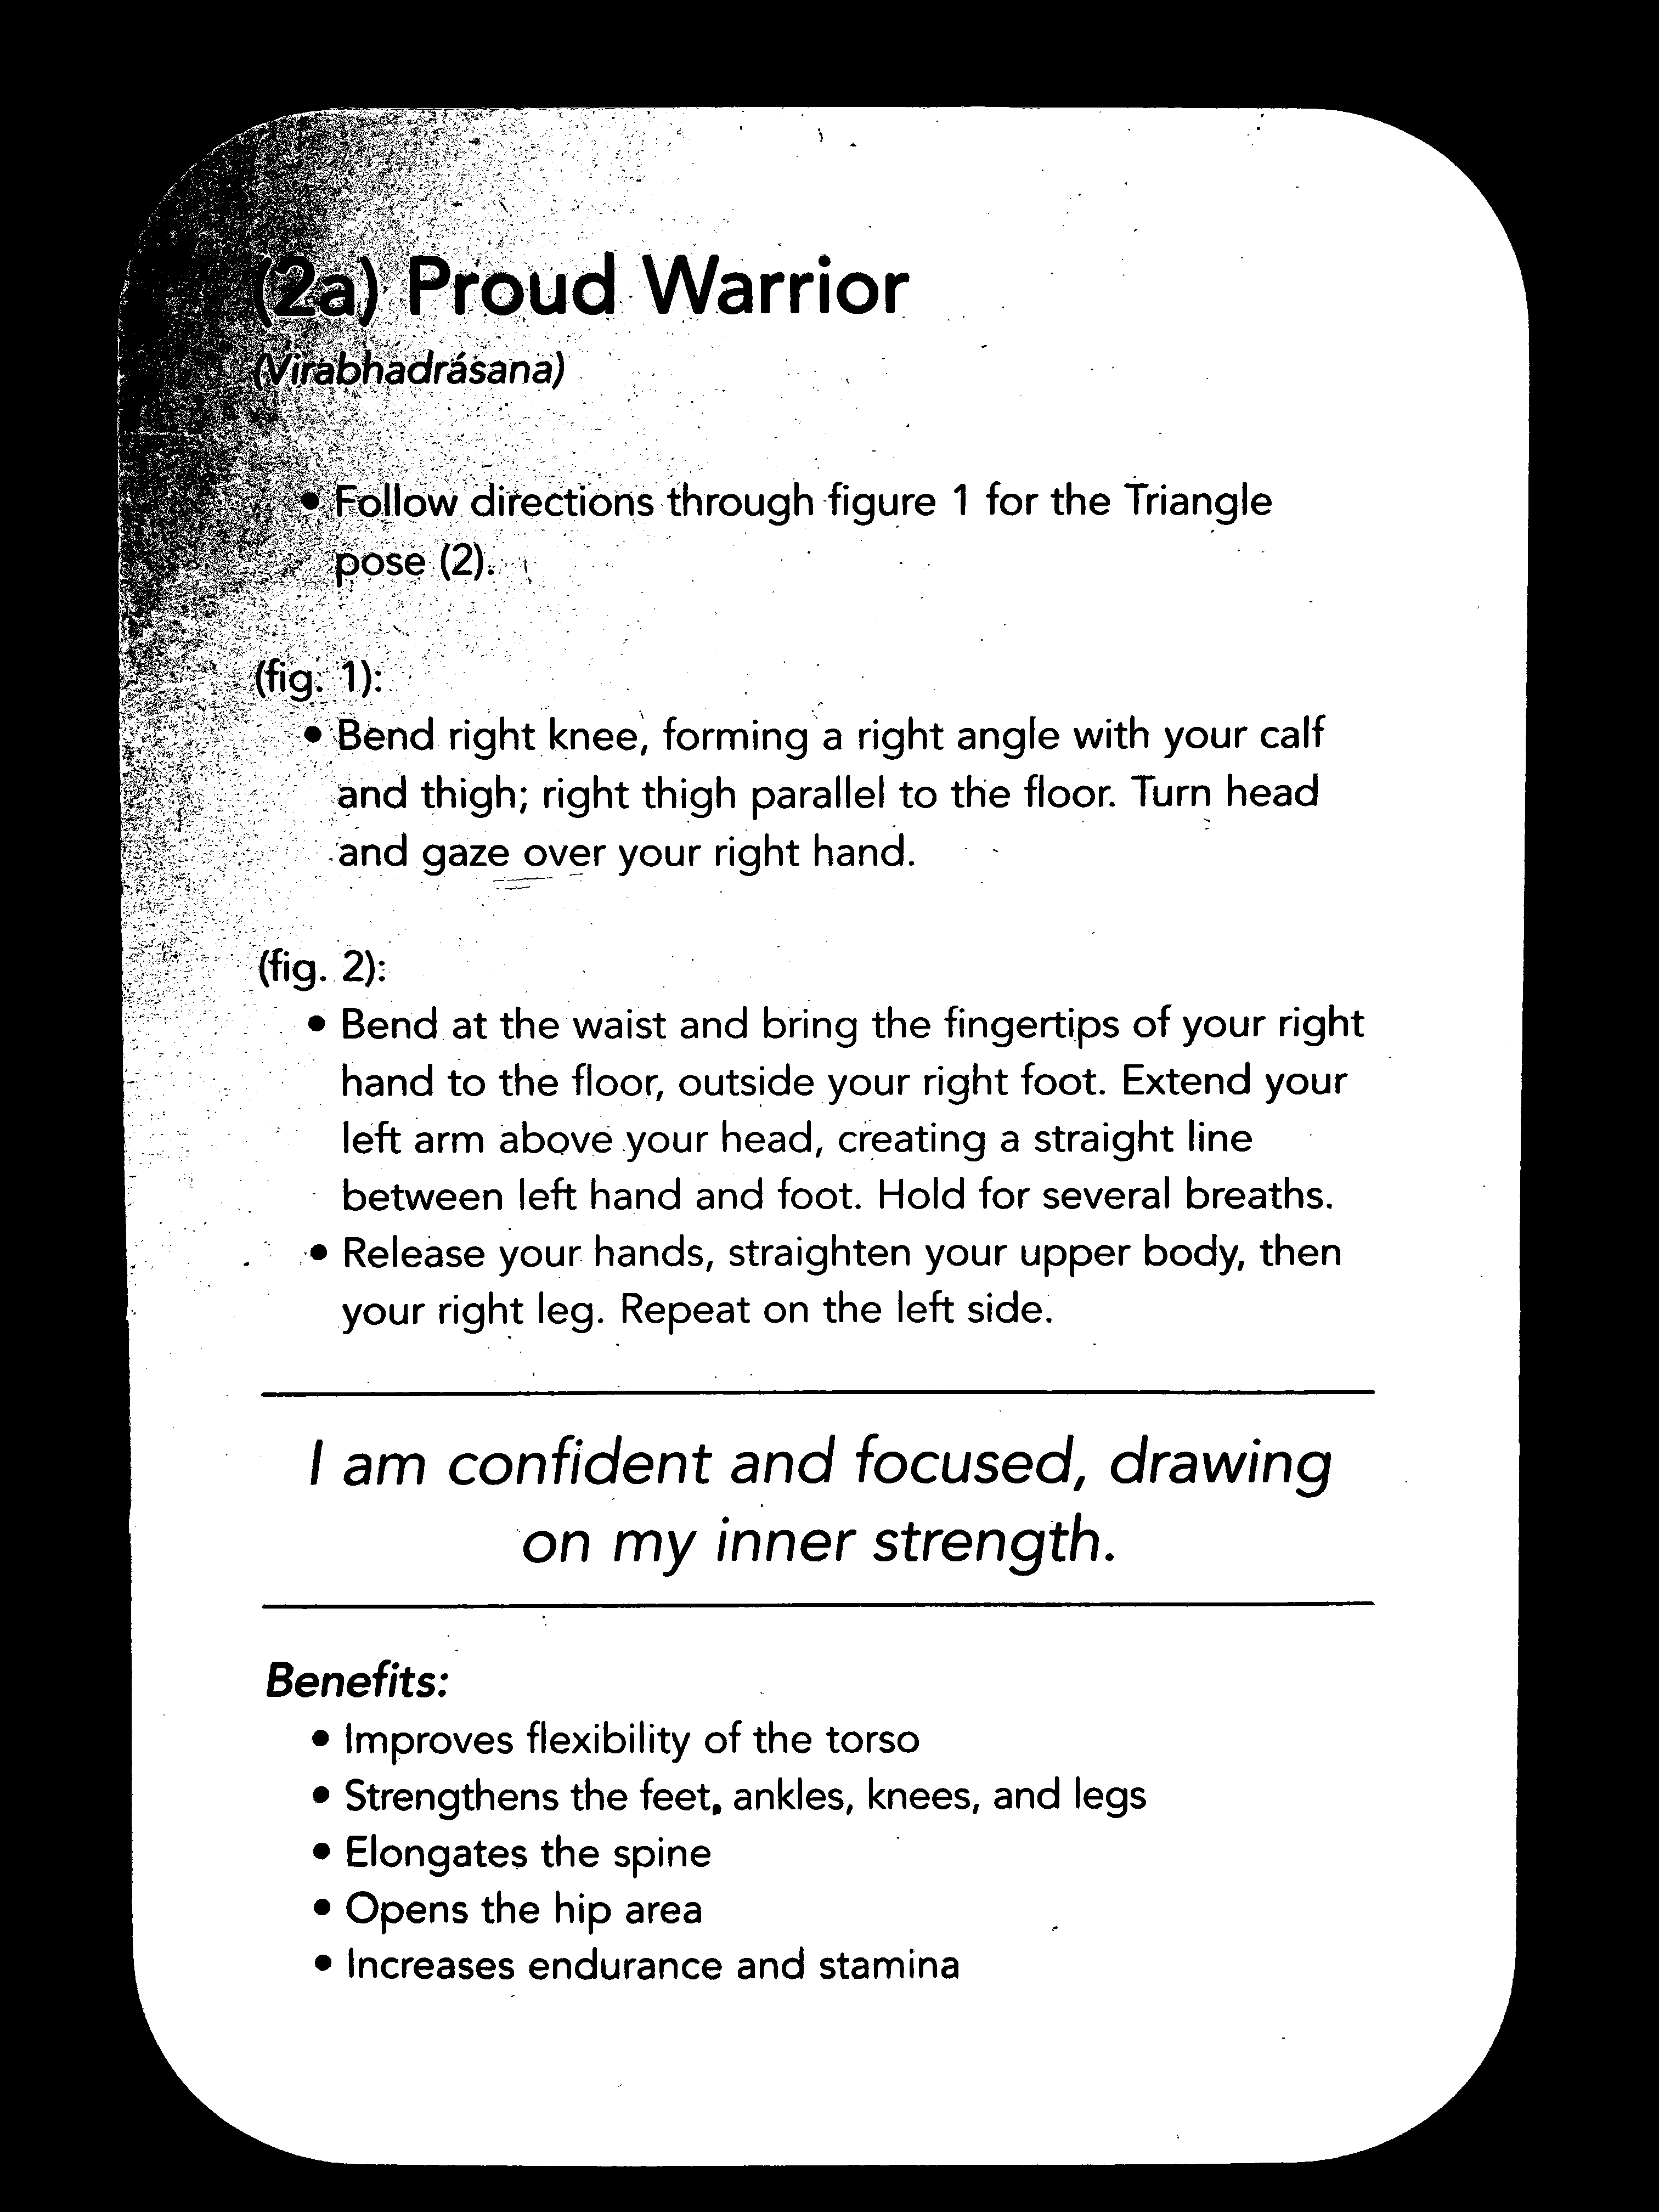 (2a) Proud Warrior
(Virabhadrásana)
• Follow directions through figure 1 for the Triangle
pose (2).
(fig. 1):
• Bend right knee, forming a right angle with your calf
and thigh; right thigh parallel to the floor. Turn head
and gaze over your right hand.
(fig. 2):
• Bend at the waist and bring the fingertips of your right
hand to the floor, outside your right foot. Extend your
left arm above your head, creating a straight line
between left hand and foot. Hold for several breaths.
• Release your hands, straighten your upper body, then
your right leg. Repeat on the left side.
I am confident and focused, drawing
on my inner strength.
Benefits:
• Improves flexibility of the torso
• Strengthens the feet, ankles, knees, and legs
• Elongates the spine
• Opens the hip area
• Increases endurance and stamina